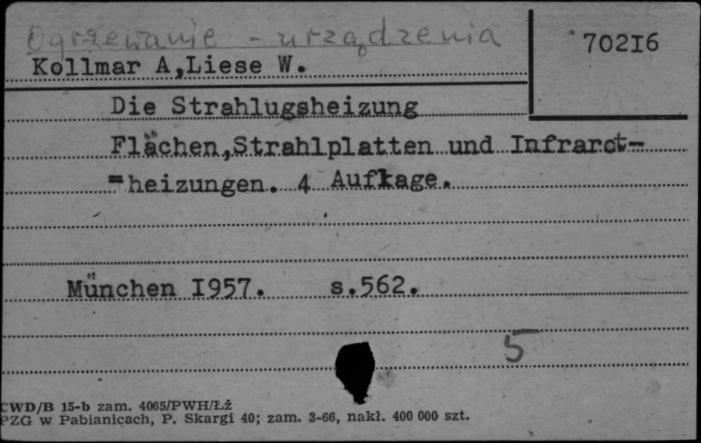 Ogrzewanie - urządzenia
70216
Kollmar A,Liese W.
Die Strahlugsheizung
Flächen,Strahlplatten und Infrarot-
=heizungen. 4 Auflage.
München I957. s.562.
5
CWD/B 15-b zam. 4065/PWH/Łź
PZG w Pabianicach, P. Skargi 40; zam. 3-66, nakł. 400 000 szt.